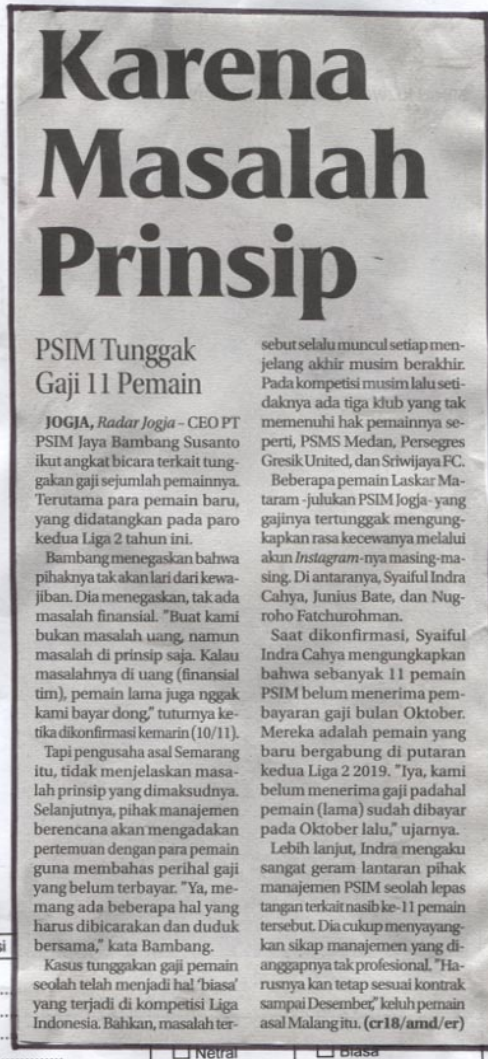 Karena
Masalah
Prinsip
PSIM Tunggak
Gaji 11 Pemain
JOGJA, Radar Jogja – CEO PT
PSIM Jaya Bambang Susanto
ikut angkat bicara terkait tung-
gakan gaji sejumlah pemainnya.
Terutama para pemain baru,
yang didatangkan pada paro
kedua Liga 2 tahun ini.
Bambang menegaskan bahwa
pihaknya tak akan lari dari kewa-
jiban. Dia menegaskan, tak ada
masalah finansial. "Buat kami
bukan masalah uang, namun
masalah di prinsip saja. Kalau
masalahnya di uang (finansial
tim), pemain lama juga nggak
kami bayar dong," tuturnya ke-
tika dikonfirmasi kemarin (10/11).
Tapi pengusaha asal Semarang
itu, tidak menjelaskan masa-
lah prinsip yang dimaksudnya.
Selanjutnya, pihak manajemen
berencana akan mengadakan
pertemuan dengan para pemain
guna membahas perihal gaji
yang belum terbayar. "Ya, me-
mang ada beberapa hal yang
harus dibicarakan dan duduk
bersama," kata Bambang.
Kasus tunggakan gaji pemain
seolah telah menjadi hal 'biasa'
yang terjadi di kompetisi Liga
Indonesia. Bahkan, masalah ter-
sebut selalu muncul setiap men-
jelang akhir musim berakhir.
Pada kompetisi musim lalu seti-
daknya ada tiga klub yang tak
memenuhi hak pemainnya se-
perti, PSMS Medan, Persegres
Gresik United, dan Sriwijaya FC.
Beberapa pemain Laskar Ma-
taram -julukan PSIM Jogja- yang
gajinya tertunggak mengung-
kapkan rasa kecewanya melalui
akun Instagram-nya masing-ma-
sing. Di antaranya, Syaiful Indra
Cahya, Junius Bate, dan Nug-
roho Fatchurohman.
Saat dikonfirmasi, Syaiful
Indra Cahya mengungkapkan
bahwa sebanyak 11 pemain
PSIM belum menerima pem-
bayaran gaji bulan Oktober.
Mereka adalah pemain yang
baru bergabung di putaran
kedua Liga 2 2019. "Iya, kami
belum menerima gaji padahal
pemain (lama) sudah dibayar
pada Oktober lalu," ujarnya.
Lebih lanjut, Indra mengaku
sangat geram lantaran pihak
manajemen PSIM seolah lepas
tangan terkait nasib ke-11 pemain
tersebut. Dia cukup menyayang-
kan sikap manajemen yang di-
anggapnya tak profesional. "Ha-
rusnya kan tetap sesuai kontrak
sampai Desember," keluh pemain
asal Malang itu. (cr18/amd/er)
si
Netral
Biasa